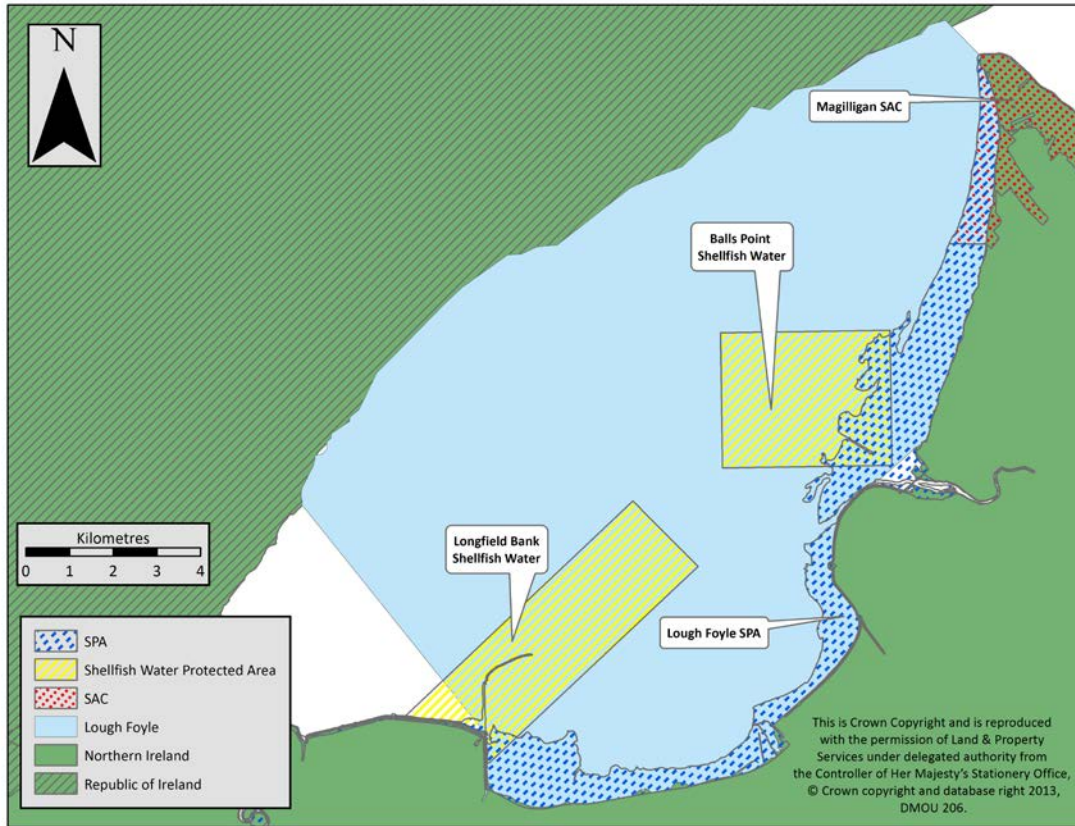 N
Magilligan SAC
Balls Point
Shellfish Water
Kilometres
0 1 2 3 4
Longfield Bank
Shellfish Water
Lough Foyle SPA
SPA
Shellfish Water Protected Area
SAC
Lough Foyle
Northern Ireland
Republic of Ireland
This is Crown Copyright and is reproduced
with the permission of Land & Property
Services under delegated authority from
the Controller of Her Majesty's Stationery Office,
© Crown copyright and database right 2013,
DMOU 206.